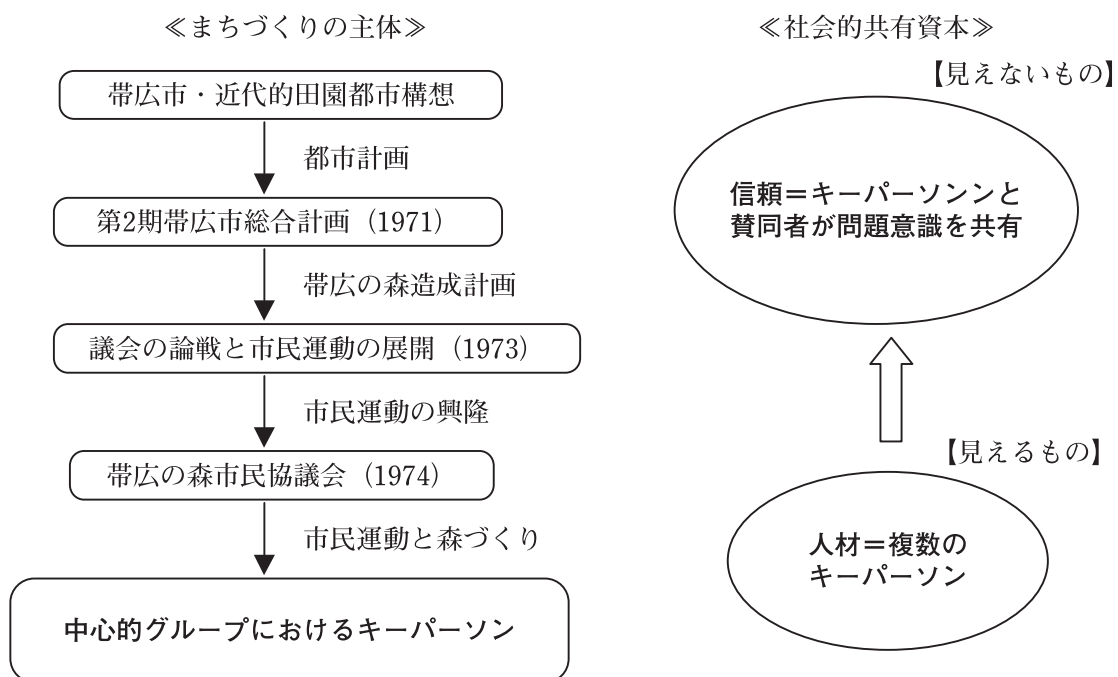 ≪まちづくりの主体≫
帯広市・近代的田園都市構想
都市計画
第2期帯広市総合計画（1971）
帯広の森造成計画
議会の論戦と市民運動の展開（1973）
市民運動の興隆
帯広の森市民協議会（1974）
市民運動と森づくり
中心的グループにおけるキーパーソン
≪社会的共有資本≫
【見えないもの】
信頼＝キーパーソンンと
賛同者が問題意識を共有
【見えるもの】
人材＝複数の
キーパーソン